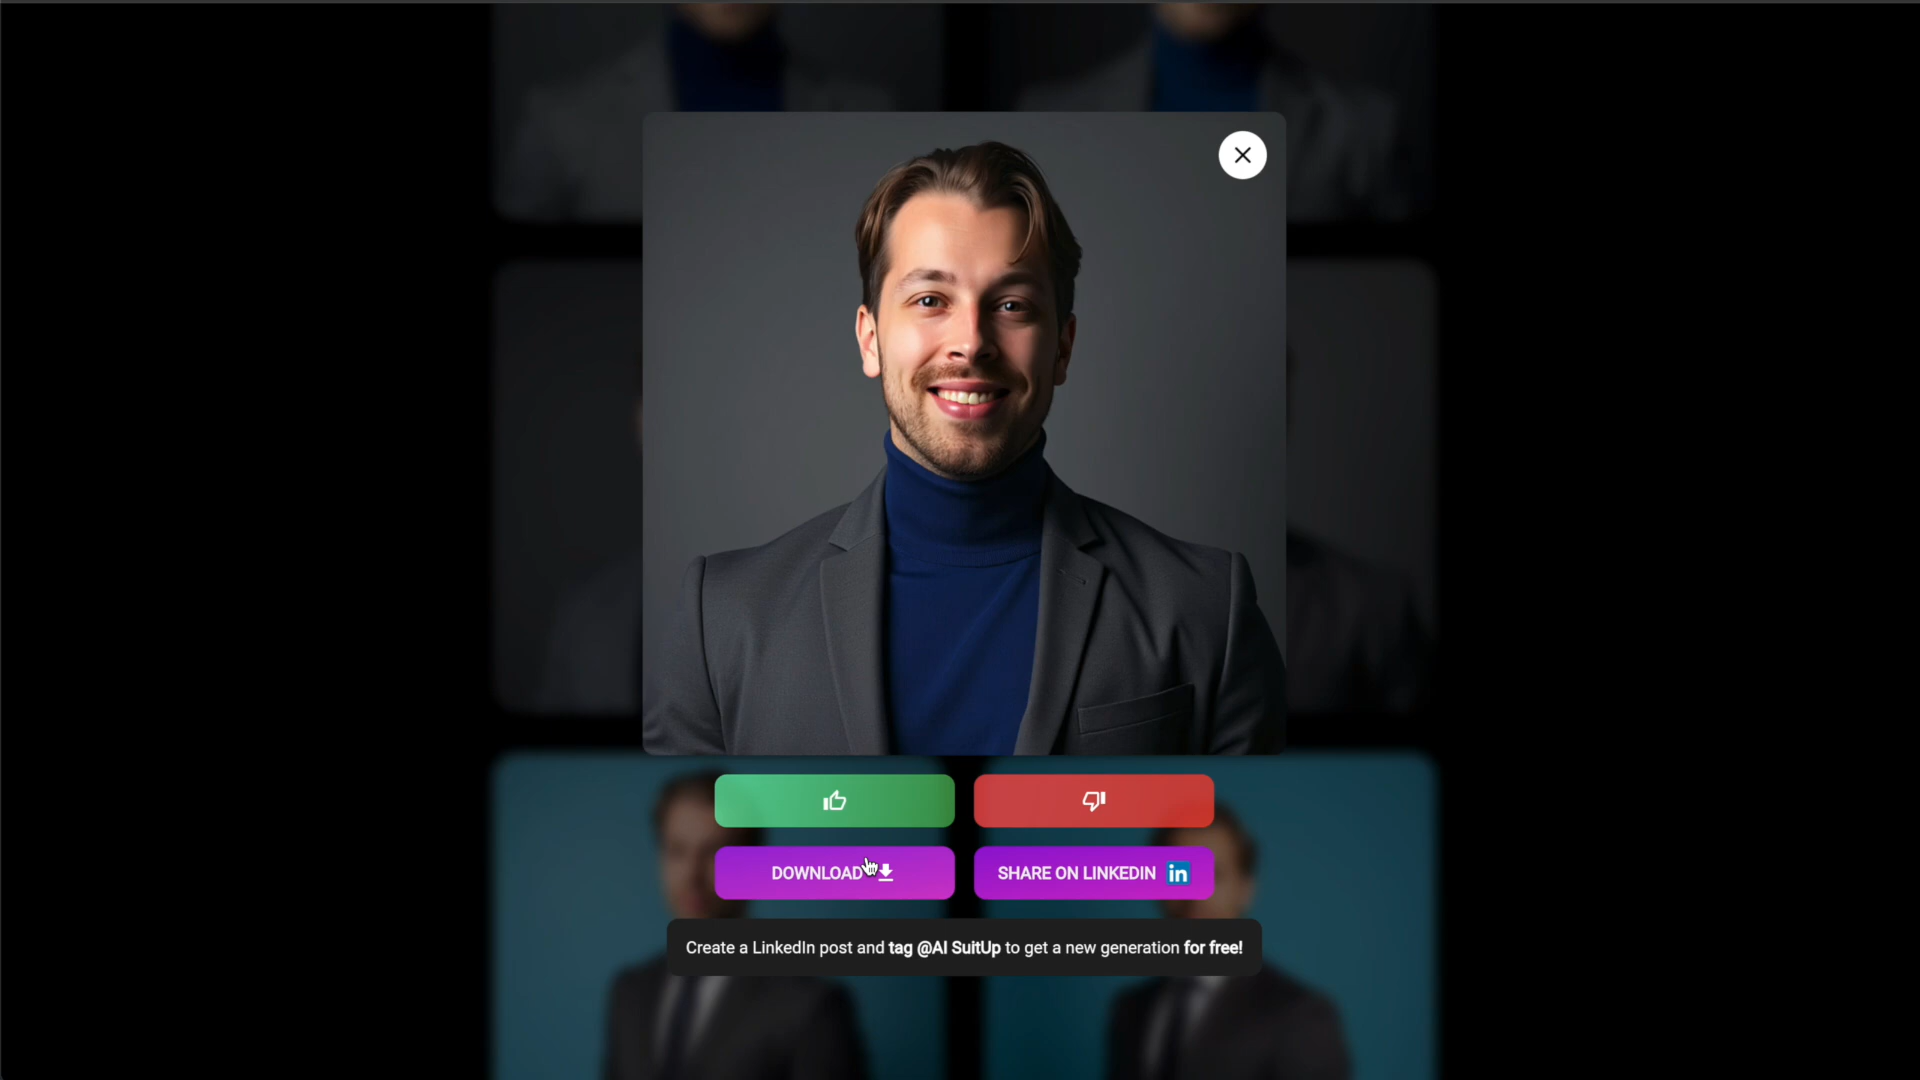 DOWNLOAD
SHARE ON LINKEDIN in
Create a LinkedIn post and tag @AI SuitUp to get a new generation for free!